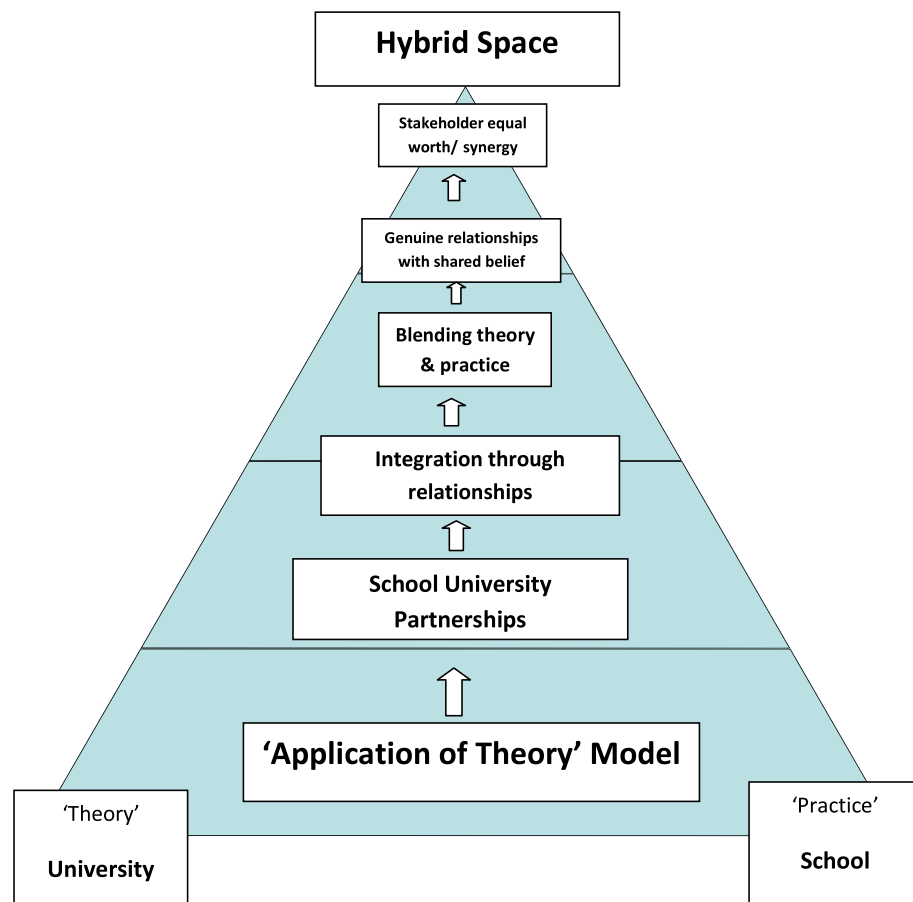 Hybrid Space
Stakeholder equal
worth/ synergy
Genuine relationships
with shared belief
Blending theory
& practice
Integration through
relationships
School University
Partnerships
‘Application of Theory’ Model
‘Theory’
University
‘Practice’
School